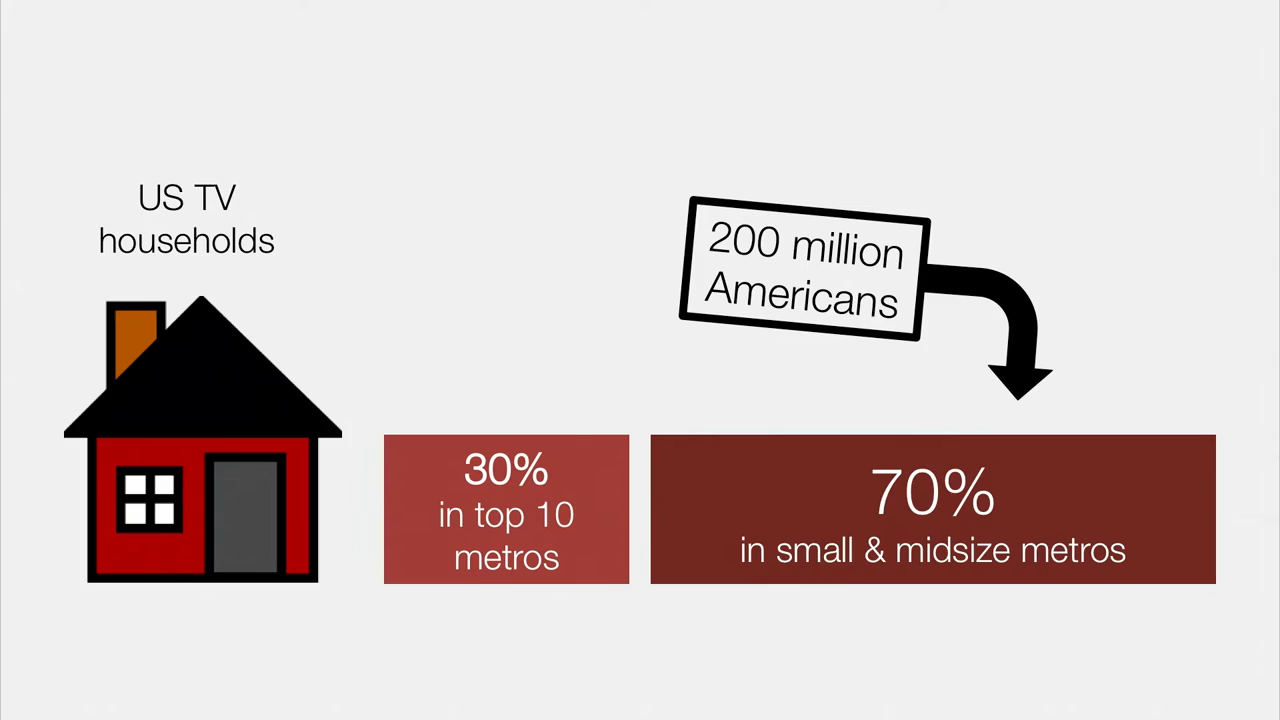 US TV
households
200 million
Americans
30%
in top 10
metros
70%
in small & midsize metros